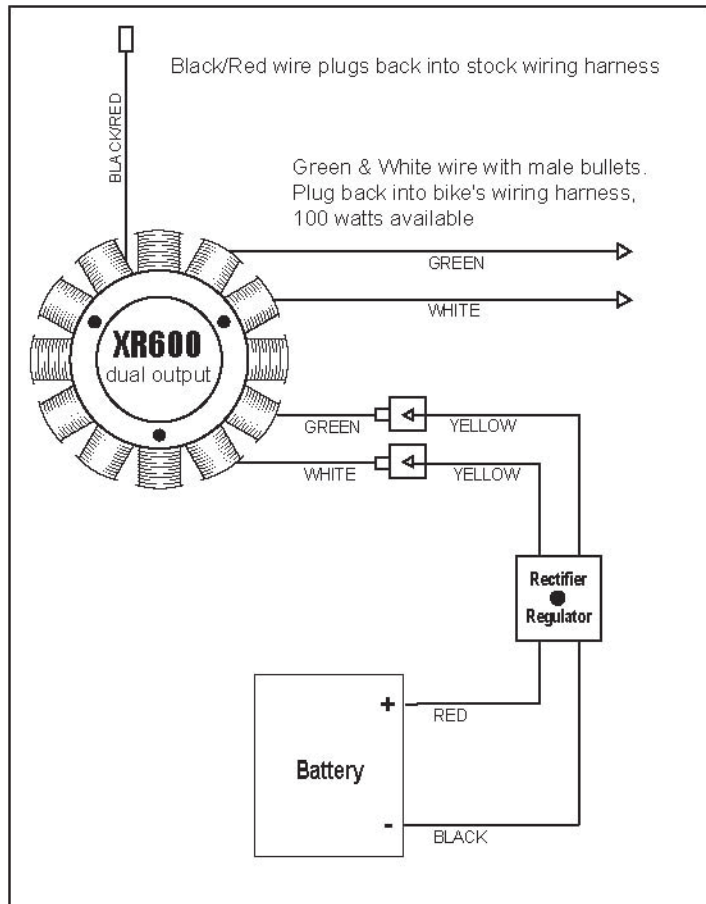 Black/Red wire plugs back into stock wiring harness
BLACK/RED
Green & White wire with male bullets.
Plug back into bike's wiring harness,
100 watts available
GREEN
WHITE
XR600
dual output
GREEN
YELLOW
WHITE
YELLOW
Rectifier
Regulator
+
RED
Battery
-
BLACK